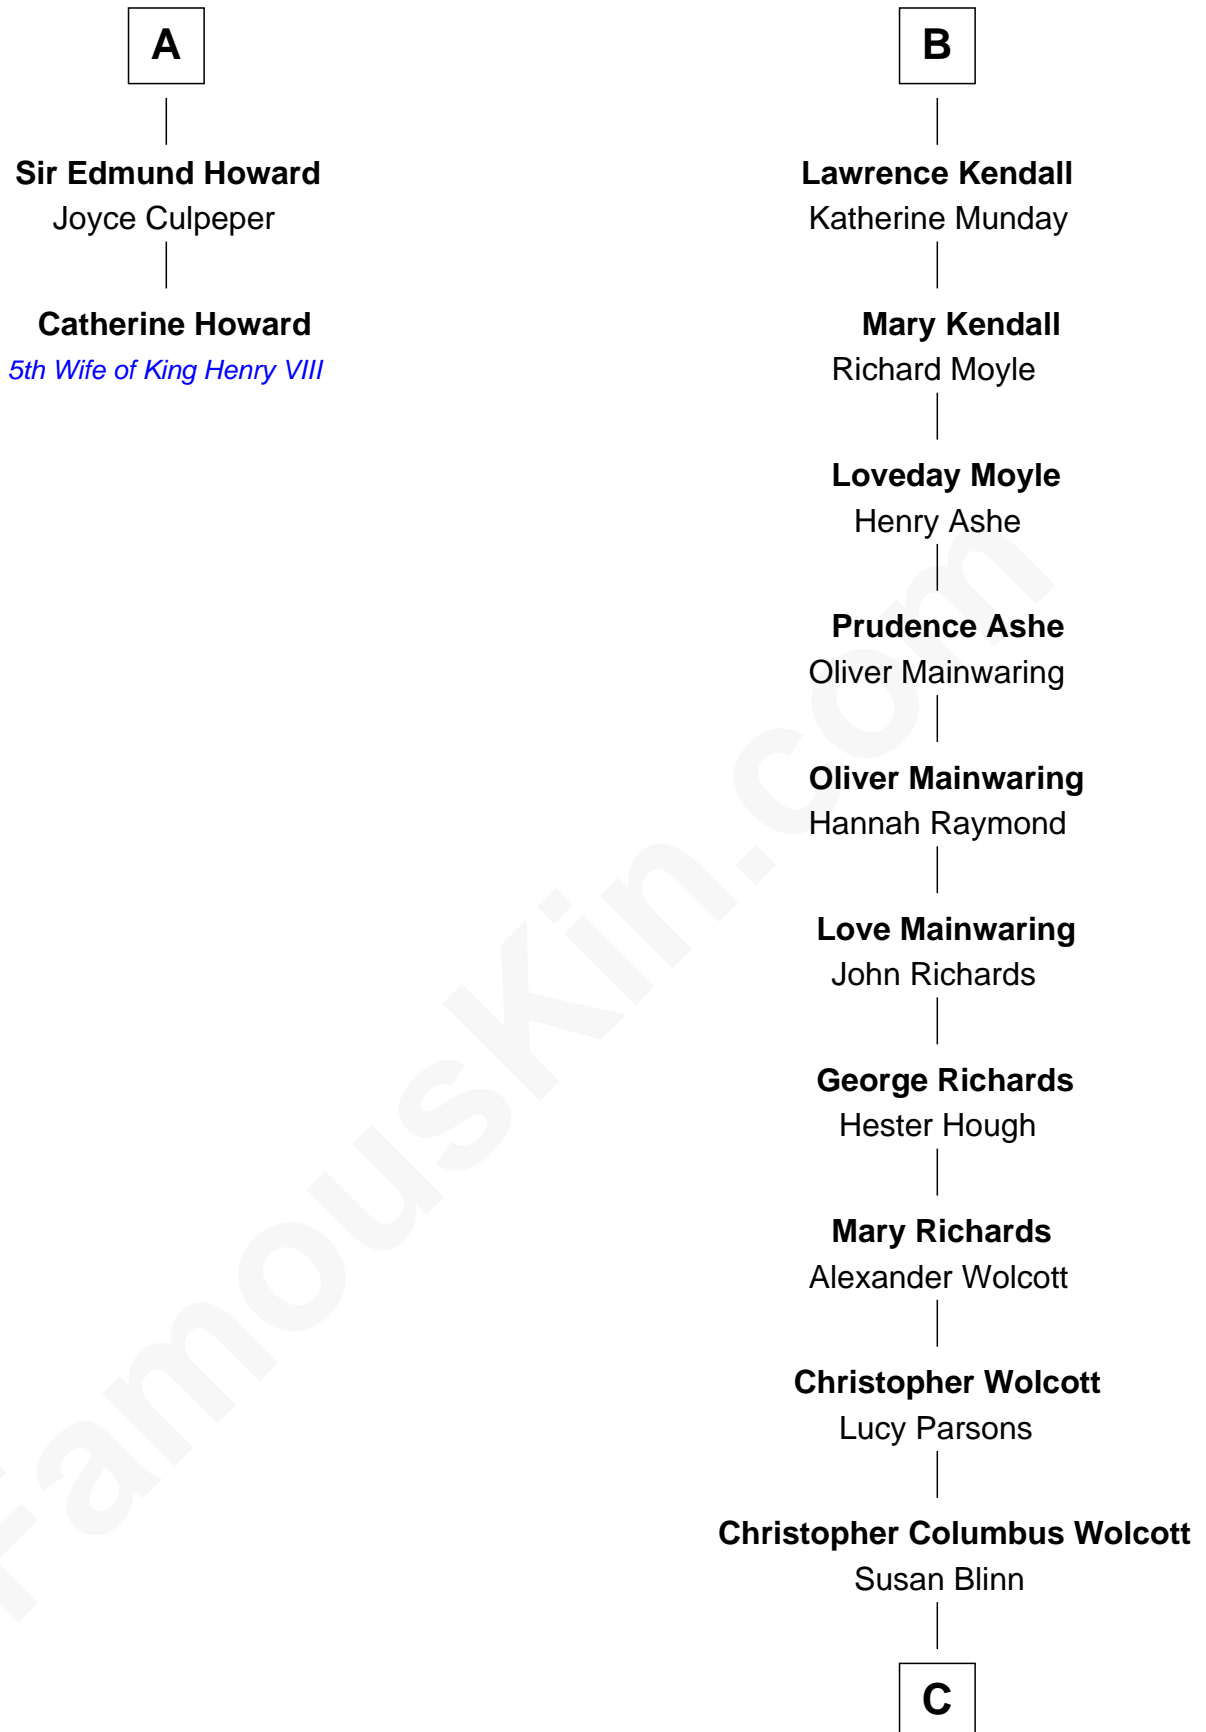 A
Sir Edmund Howard
Joyce Culpeper
Catherine Howard
5th Wife of King Henry VIII
B
Lawrence Kendall
Katherine Munday
Mary Kendall
Richard Moyle
Loveday Moyle
Henry Ashe
Prudence Ashe
Oliver Mainwaring
Oliver Mainwaring
Hannah Raymond
Love Mainwaring
John Richards
George Richards
Hester Hough
Mary Richards
Alexander Wolcott
Christopher Wolcott
Lucy Parsons
Christopher Columbus Wolcott
Susan Blinn
C
FamousKin.com